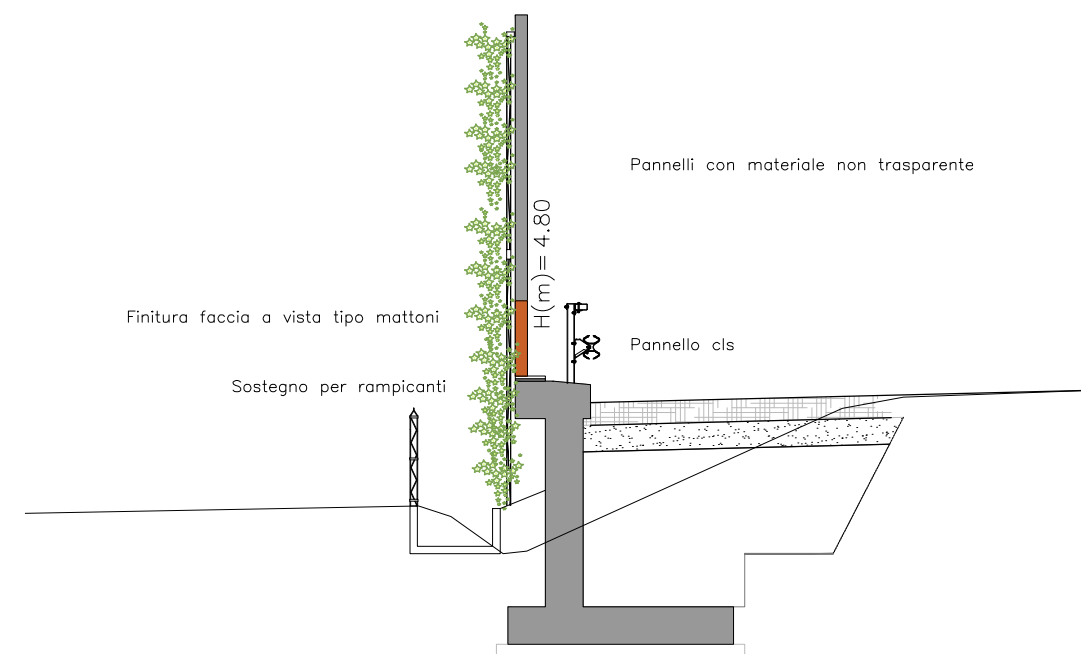 Pannelli con materiale non trasparente
H(m)= 4.80
Finitura faccia a vista tipo mattoni
Pannello cls
Sostegno per rampicanti